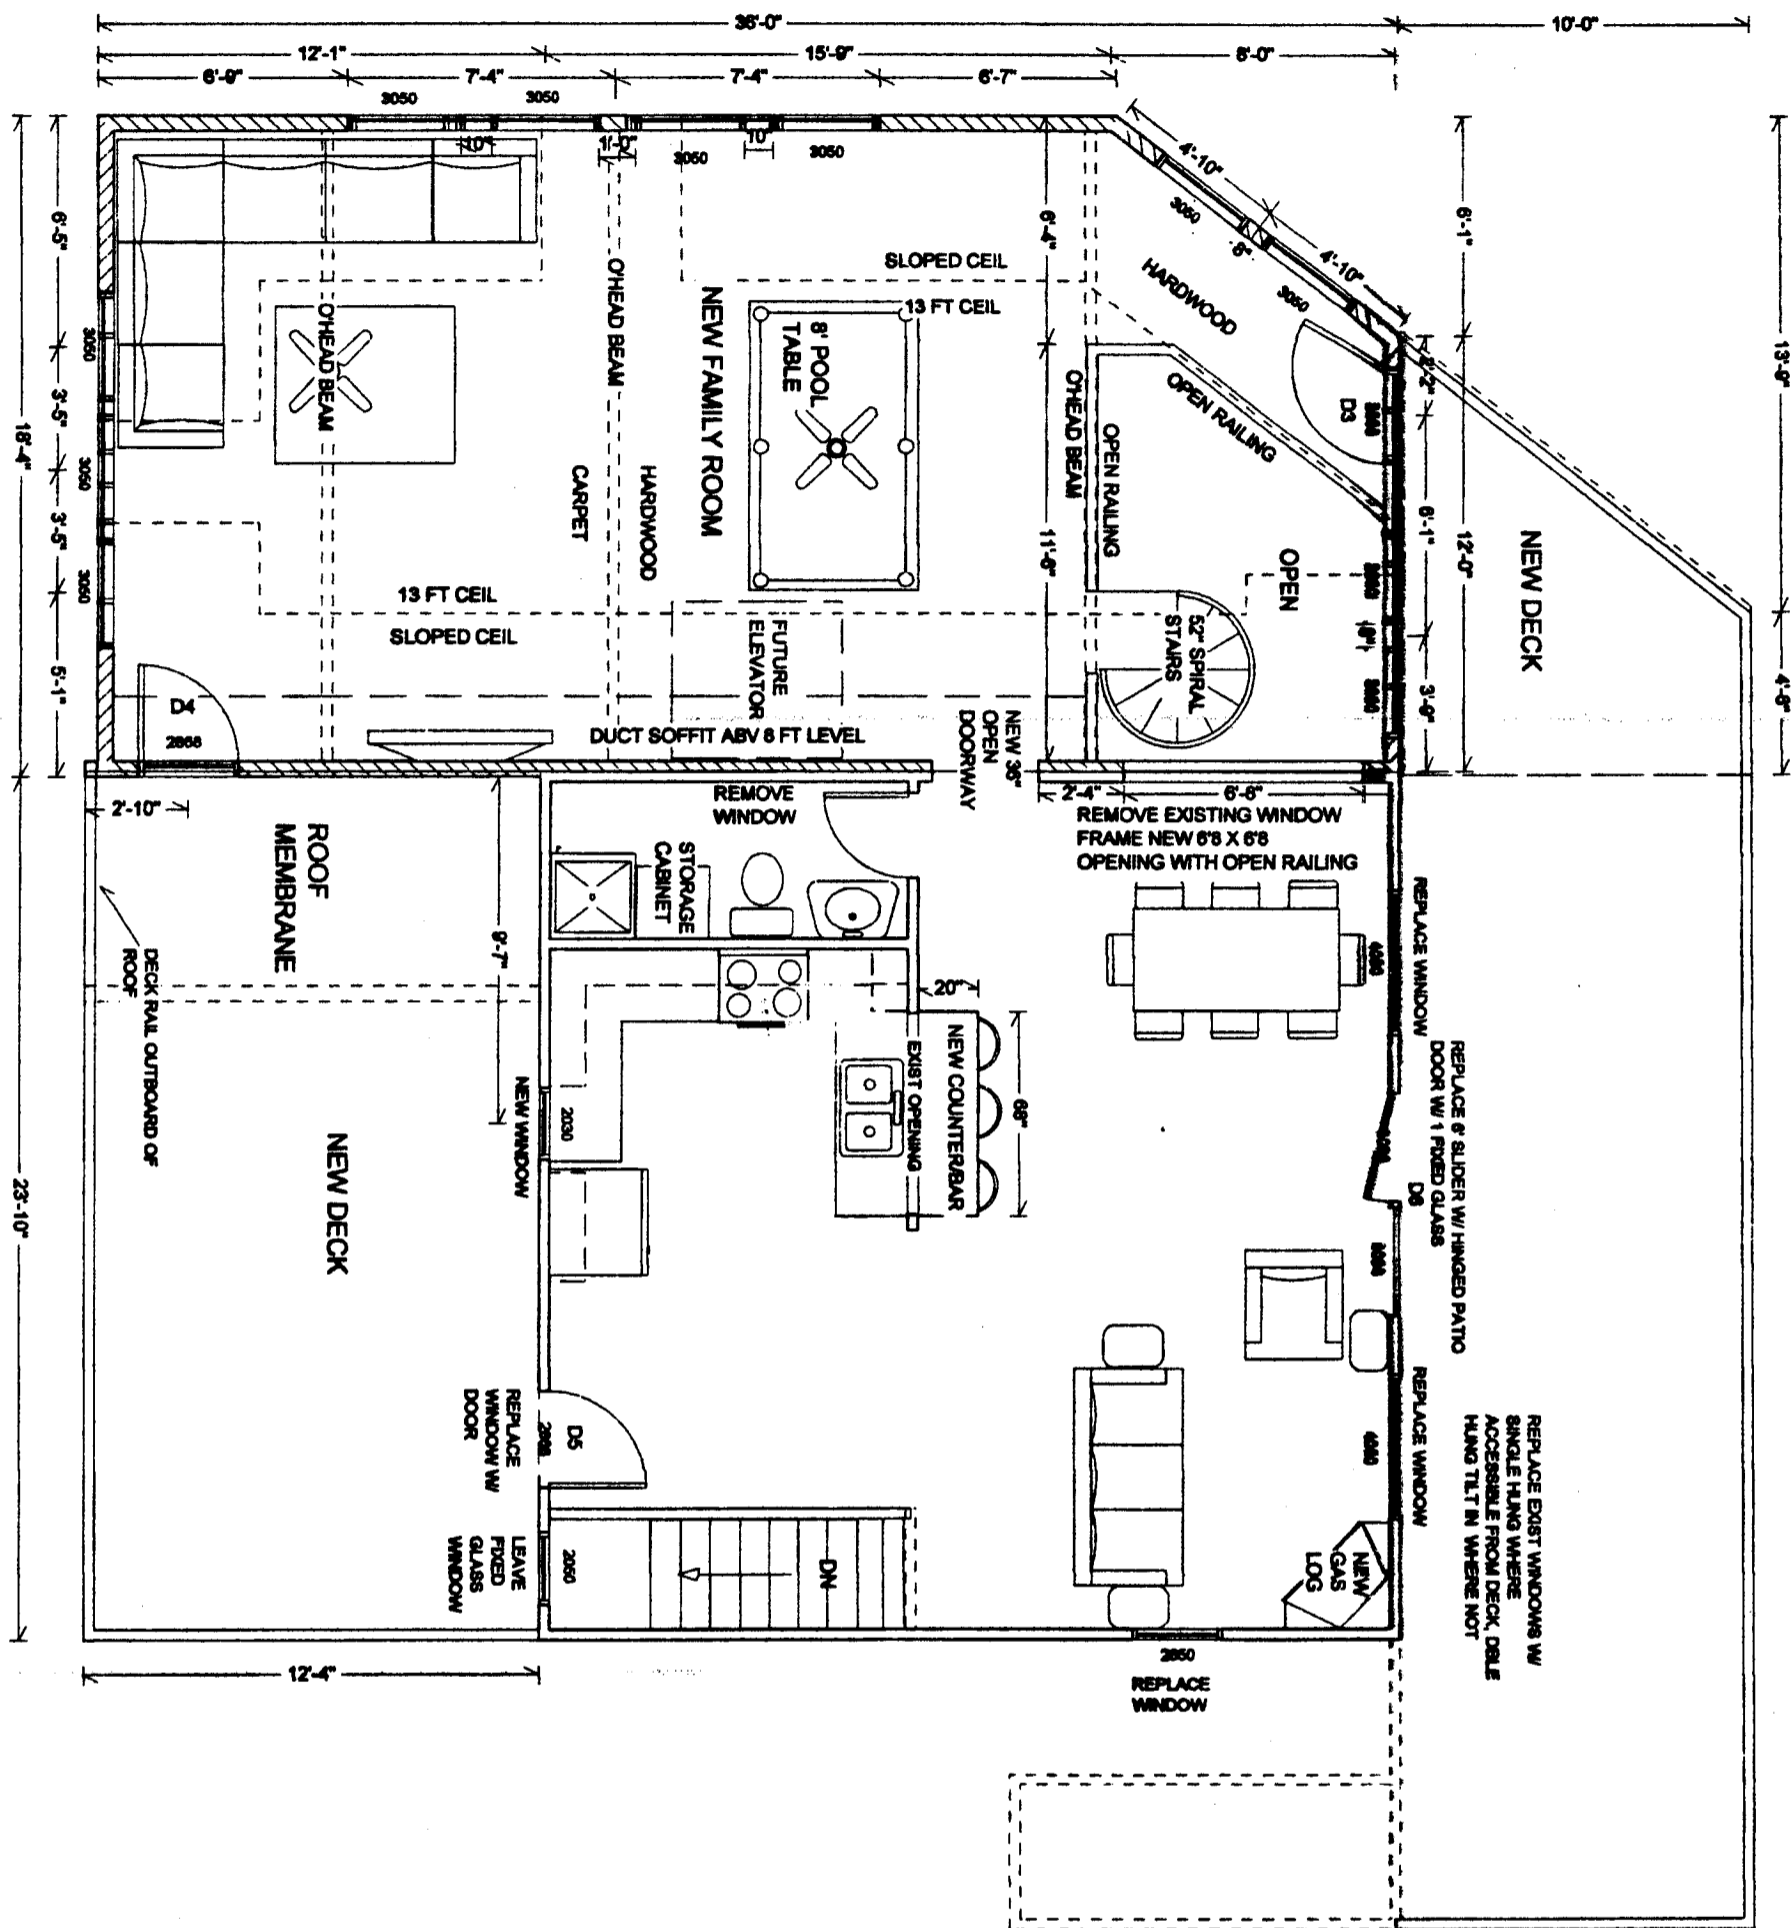 36'-0"
10'-0"
12'-1"
15'-9"
8'-0"
6'-9"
7'-4"
7'-4"
6'-7"
3050
3050
10"
1'-0"
3050
10"
3050
4'-10"
3050
8"
4'-10"
3050
6'-1"
13'-9"
6'-5"
18'-4"
3'-5"
3'-5"
5'-1"
3050
3050
3050
6'-4"
11'-8"
HARDWOOD
SLOPED CEIL
13 FT CEIL
O'HEAD BEAM
O'HEAD BEAM
NEW FAMILY ROOM
8' POOL
TABLE
HARDWOOD
CARPET
O'HEAD BEAM
OPEN RAILING
OPEN RAILING
D3
2'-2"
6'-1"
12'-0"
3'-9"
4'-6"
OPEN
NEW DECK
52" SPIRAL
STAIRS
13 FT CEIL
SLOPED CEIL
FUTURE
ELEVATOR
DUCT SOFFIT ABV 8 FT LEVEL
NEW 36"
OPEN
DOORWAY
D4
2868
2'-10"
2'-4"
6'-8"
REMOVE
WINDOW
REMOVE EXISTING WINDOW
FRAME NEW 6'8 X 6'8
OPENING WITH OPEN RAILING
ROOF
MEMBRANE
STORAGE
CABINET
9'-7"
DECK RAIL OUTBOARD OF
ROOF
20"
68"
NEW COUNTER/BAR
EXIST OPENING
REPLACE WINDOW
REPLACE 6' SLIDER W/ HINGED PATIO
DOOR W/ 1 FIXED GLASS
NEW WINDOW
2030
NEW DECK
23'-10"
REPLACE WINDOW
REPLACE EXIST WINDOWS W/
SINGLE HUNG WHERE
ACCESSIBLE FROM DECK, DBLE
HUNG TILT IN WHERE NOT
D5
REPLACE
WINDOW W/
DOOR
LEAVE
FIXED
GLASS
WINDOW
DN
NEW
GAS
LOG
12'-4"
REPLACE
WINDOW